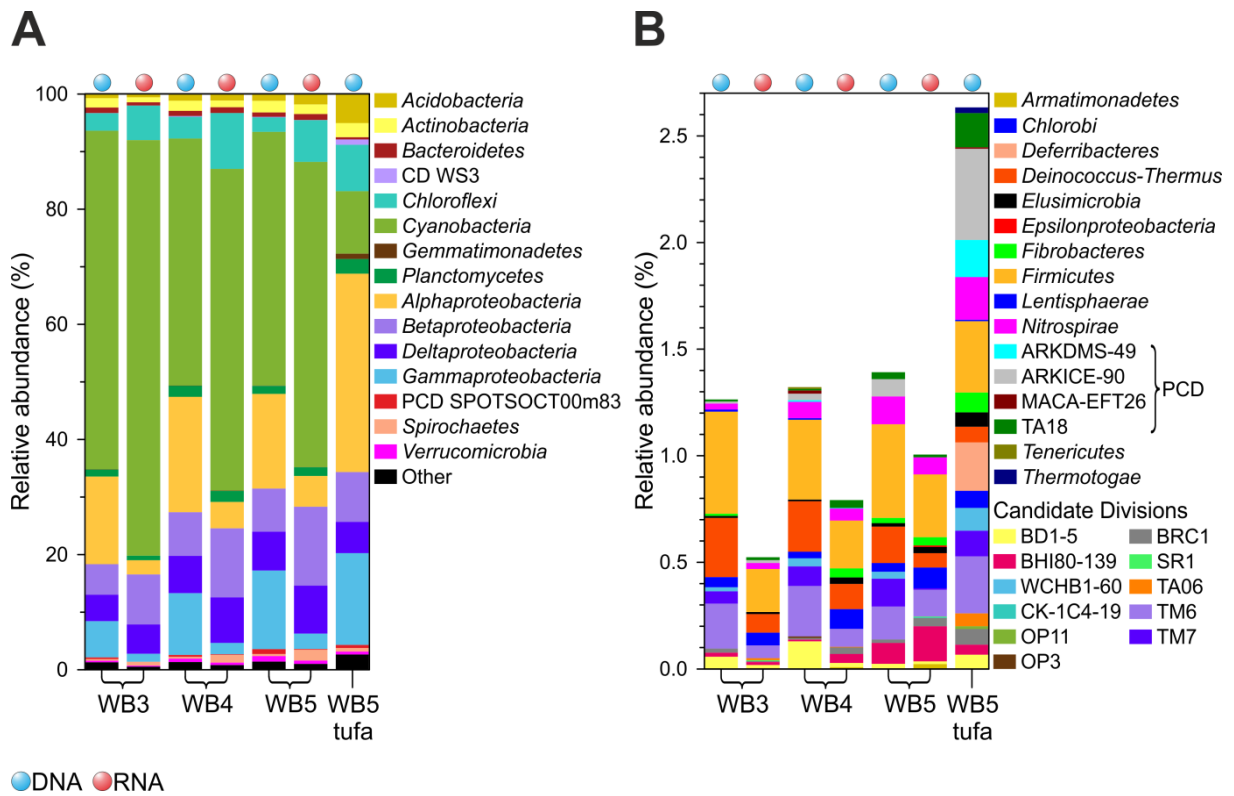 A
100
80
60
40
20
0
Relative abundance (%)
WB3
WB4
WB5
WB5
tufa
Acidobacteria
Actinobacteria
Bacteroidetes
CD WS3
Chloroflexi
Cyanobacteria
Gemmatimonadetes
Planctomycetes
Alphaproteobacteria
Betaproteobacteria
Deltaproteobacteria
Gammaproteobacteria
PCD SPOTSOCT00m83
Spirochaetes
Verrucomicrobia
Other
B
2.5
2.0
1.5
1.0
0.5
0.0
Relative abundance (%)
WB3
WB4
WB5
WB5
tufa
Armatimonadetes
Chlorobi
Deferribacteres
Deinococcus-Thermus
Elusimicrobia
Epsilonproteobacteria
Fibrobacteres
Firmicutes
Lentisphaerae
Nitrospirae
ARKDMS-49
ARKICE-90
MACA-EFT26
TA18
PCD
Tenericutes
Thermotogae
Candidate Divisions
BD1-5
BHI80-139
WCHB1-60
CK-1C4-19
OP11
OP3
BRC1
SR1
TA06
TM6
TM7
DNA RNA